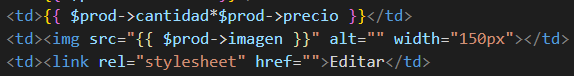 <td>{{ $prod->cantidad*$prod->precio }}</td>
<td><img src="{{ $prod->imagen }}" alt="" width="150px"></td>
<td><link rel="stylesheet" href="">Editar</td>